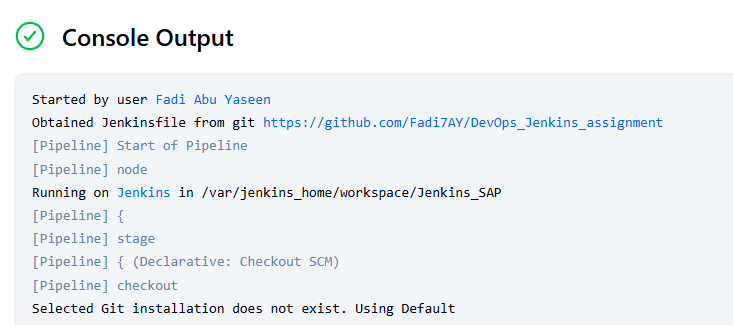 Console Output
Started by user Fadi Abu Yaseen
Obtained Jenkinsfile from git https://github.com/Fadi7AY/DevOps_Jenkins_assignment
[Pipeline] Start of Pipeline
[Pipeline] node
Running on Jenkins in /var/jenkins_home/workspace/Jenkins_SAP
[Pipeline] {
[Pipeline] stage
[Pipeline] { (Declarative: Checkout SCM)
[Pipeline] checkout
Selected Git installation does not exist. Using Default